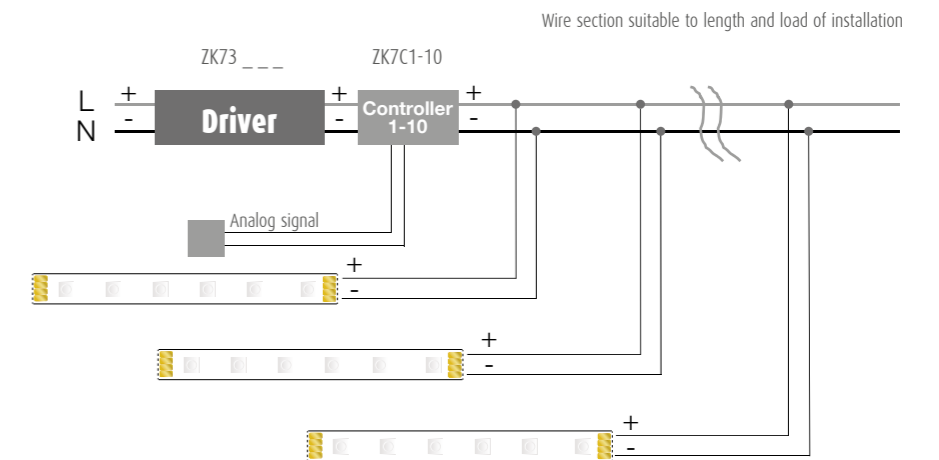 Wire section suitable to length and load of installation
ZK73 _ _ _
ZK7C1-10
L + + +
Driver
Controller
1-10
N - - -
Analog signal
+
-
+
-
+
-